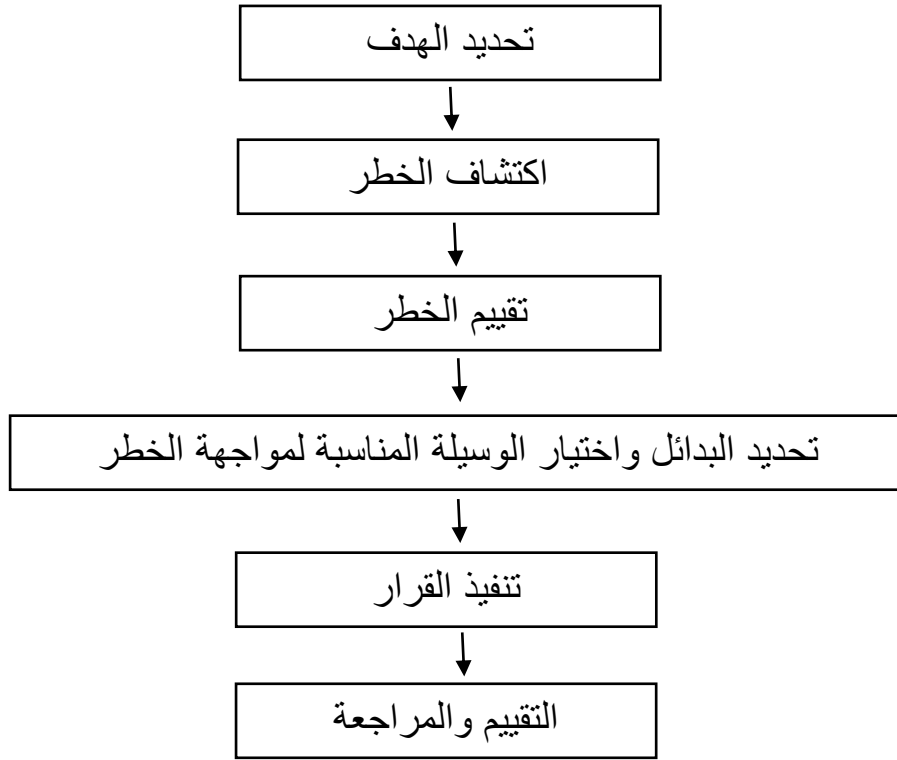 تحديد الهدف
اكتشاف الخطر
تقييم الخطر
تحديد البدائل واختيار الوسيلة المناسبة لمواجهة الخطر
تنفيذ القرار
التقييم والمراجعة